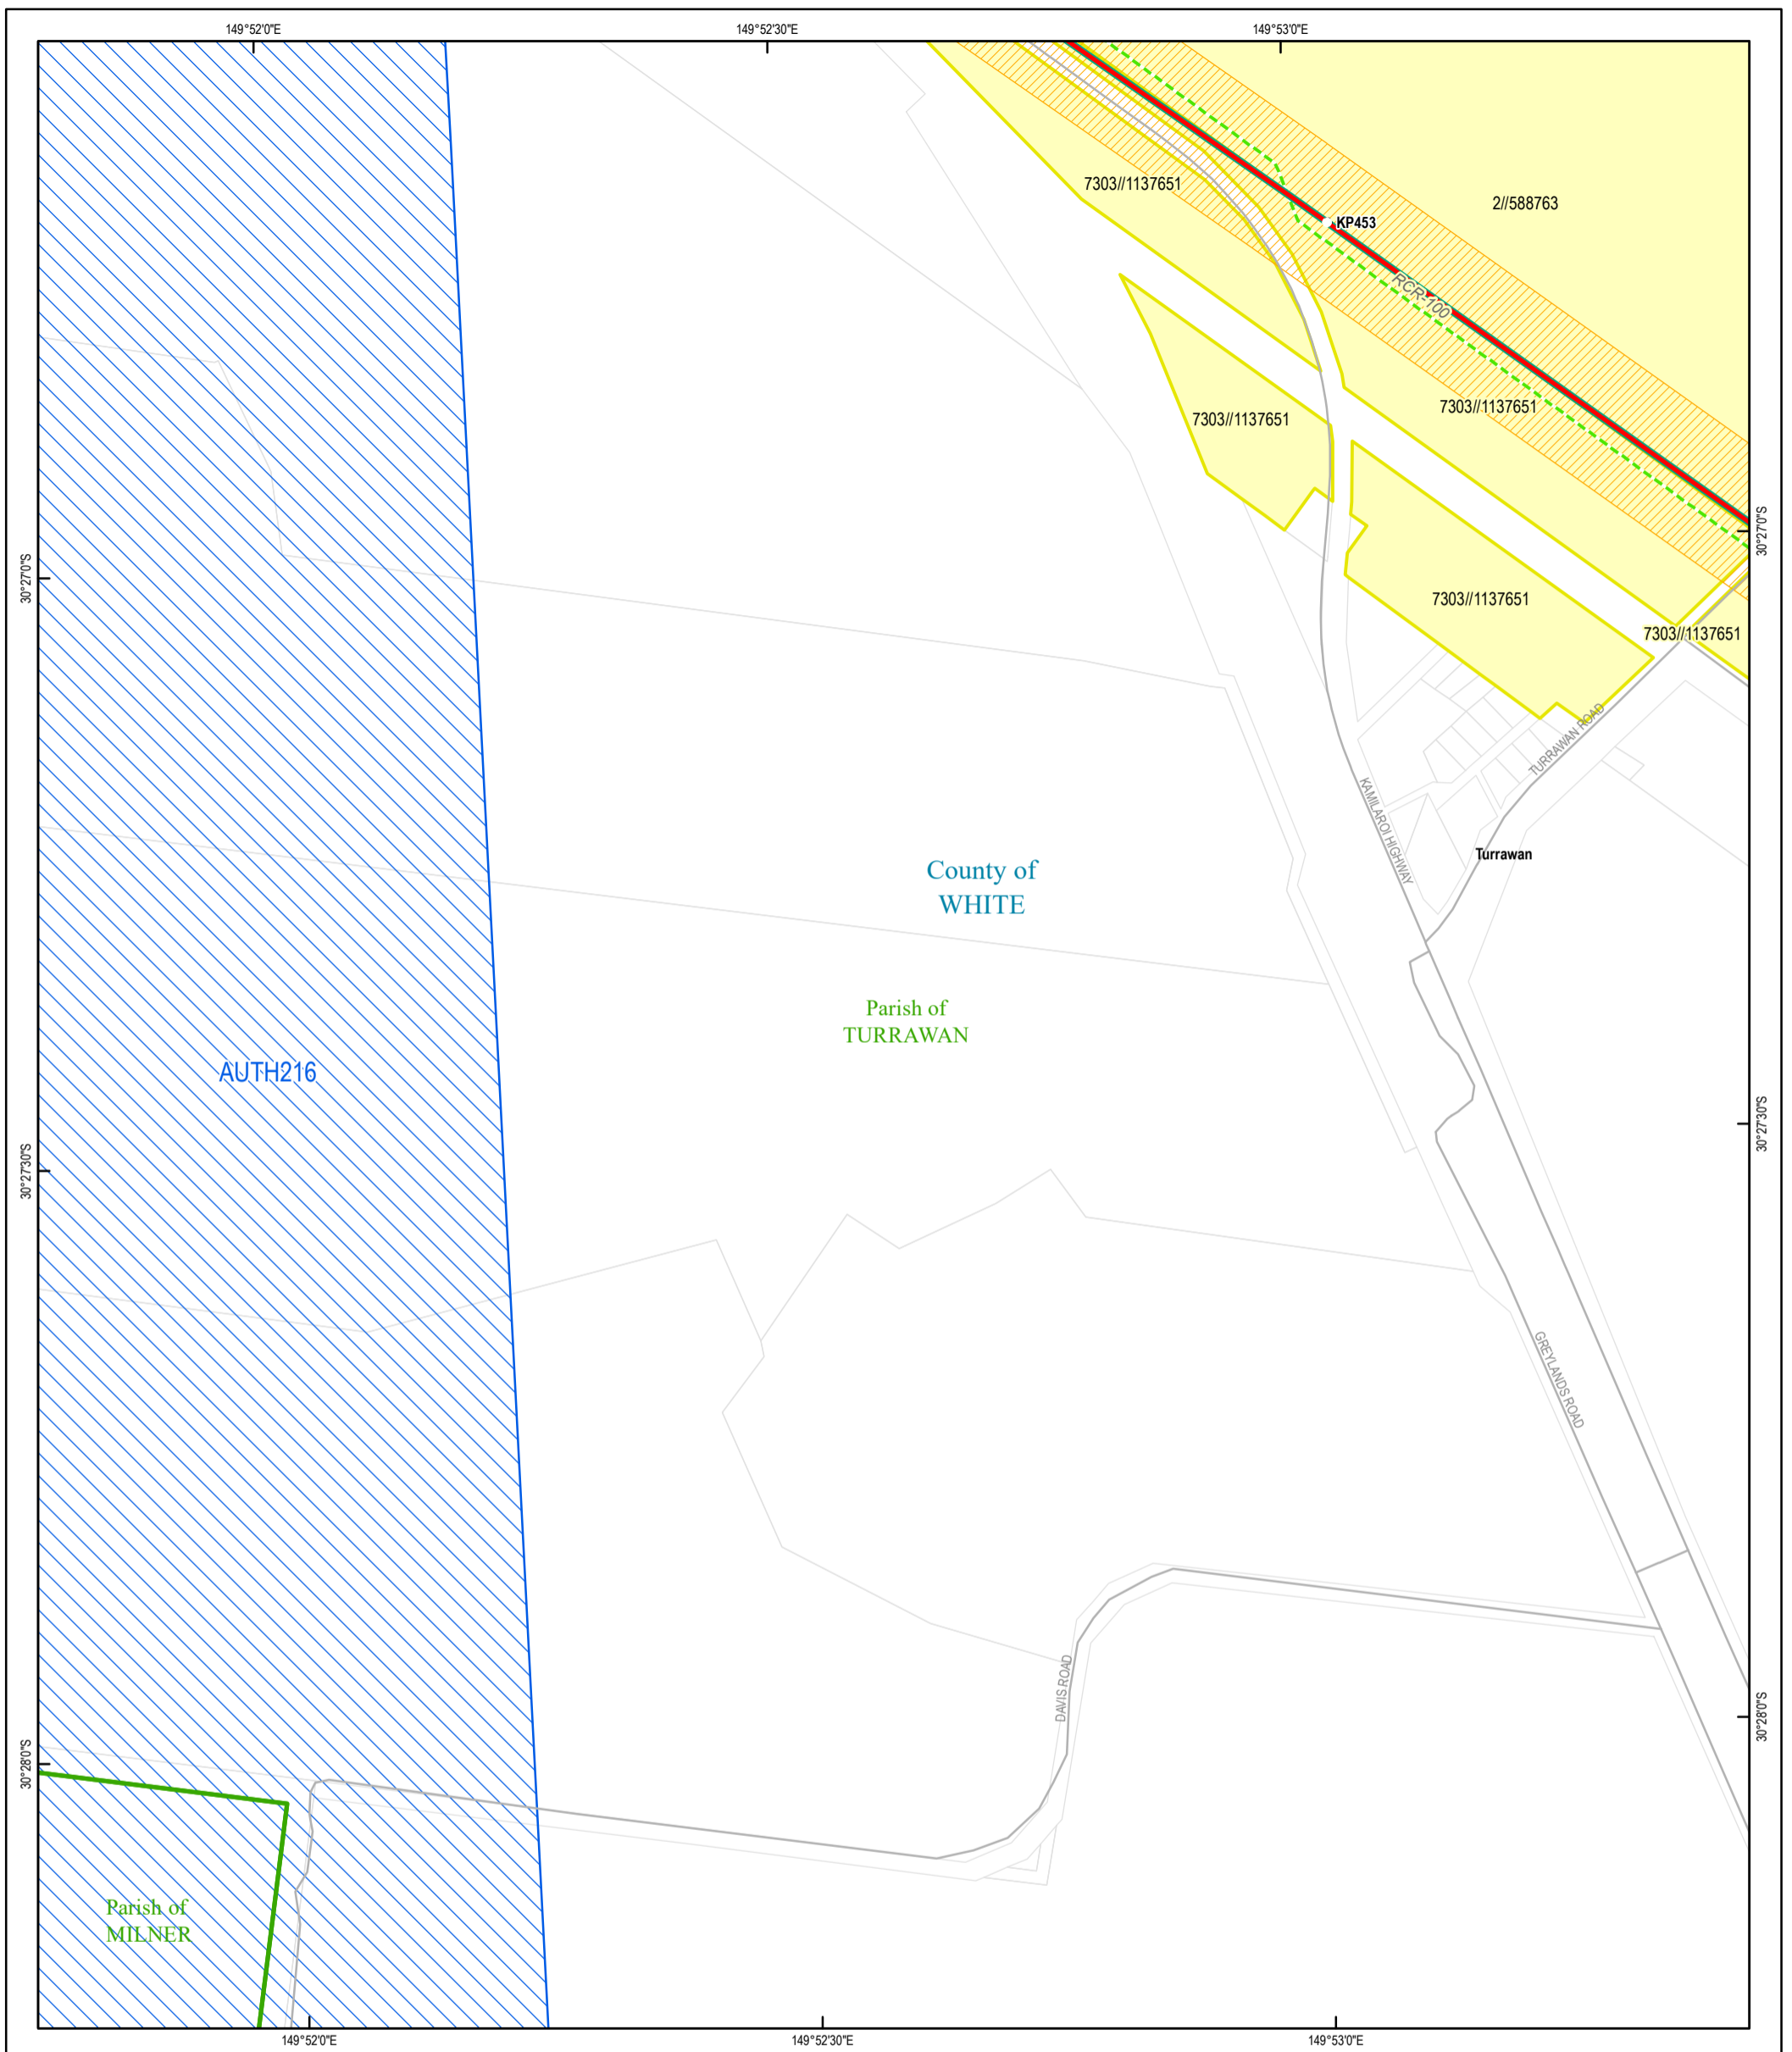 149°52'0"E
149°52'30"E
149°53'0"E
7303//1137651
2//588763
KP453
RCR-100
7303//1137651
7303//1137651
30°27'0"S
30°27'0"S
7303//1137651
7303//1137651
TURRAWAN ROAD
KAMILAROI HIGHWAY
Turrawan
County of
WHITE
Parish of
TURRAWAN
AUTH216
30°27'30"S
30°27'30"S
GREYLANDS ROAD
DAVIS ROAD
30°28'0"S
30°28'0"S
Parish of
MILNER
149°52'0"E
149°52'30"E
149°53'0"E